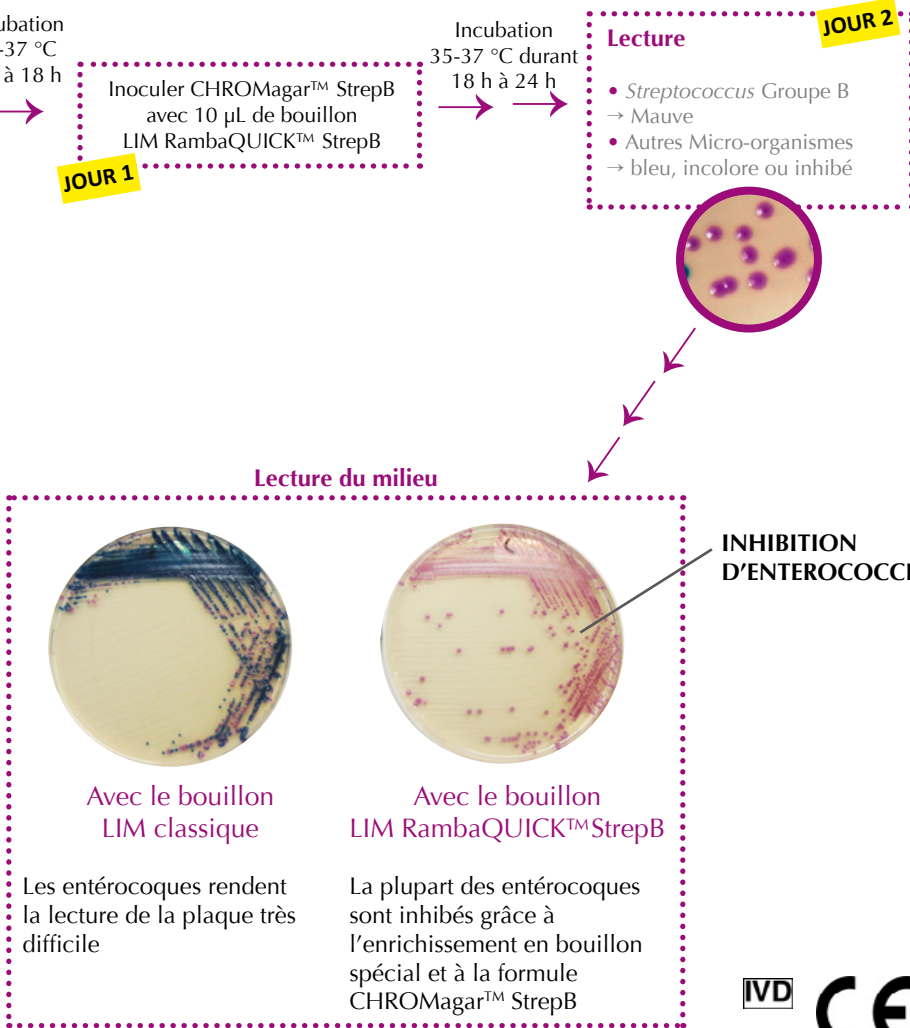 -37 °C
à 18 h
Inoculer CHROMagar™ StrepB
avec 10 µL de bouillon
LIM RambaQUICK™ StrepB
JOUR 1
Incubation
35-37 °C durant
18 h à 24 h
JOUR 2
Lecture
• Streptococcus Groupe B
→ Mauve
• Autres Micro-organismes
→ bleu, incolore ou inhibé
Lecture du milieu
INHIBITION
Avec le bouillon
LIM classique
Les entérocoques rendent
la lecture de la plaque très
difficile
Avec le bouillon
LIM RambaQUICK™StrepB
La plupart des entérocoques
sont inhibés grâce à
l'enrichissement en bouillon
spécial et à la formule
CHROMagar™ StrepB
IVD
CE